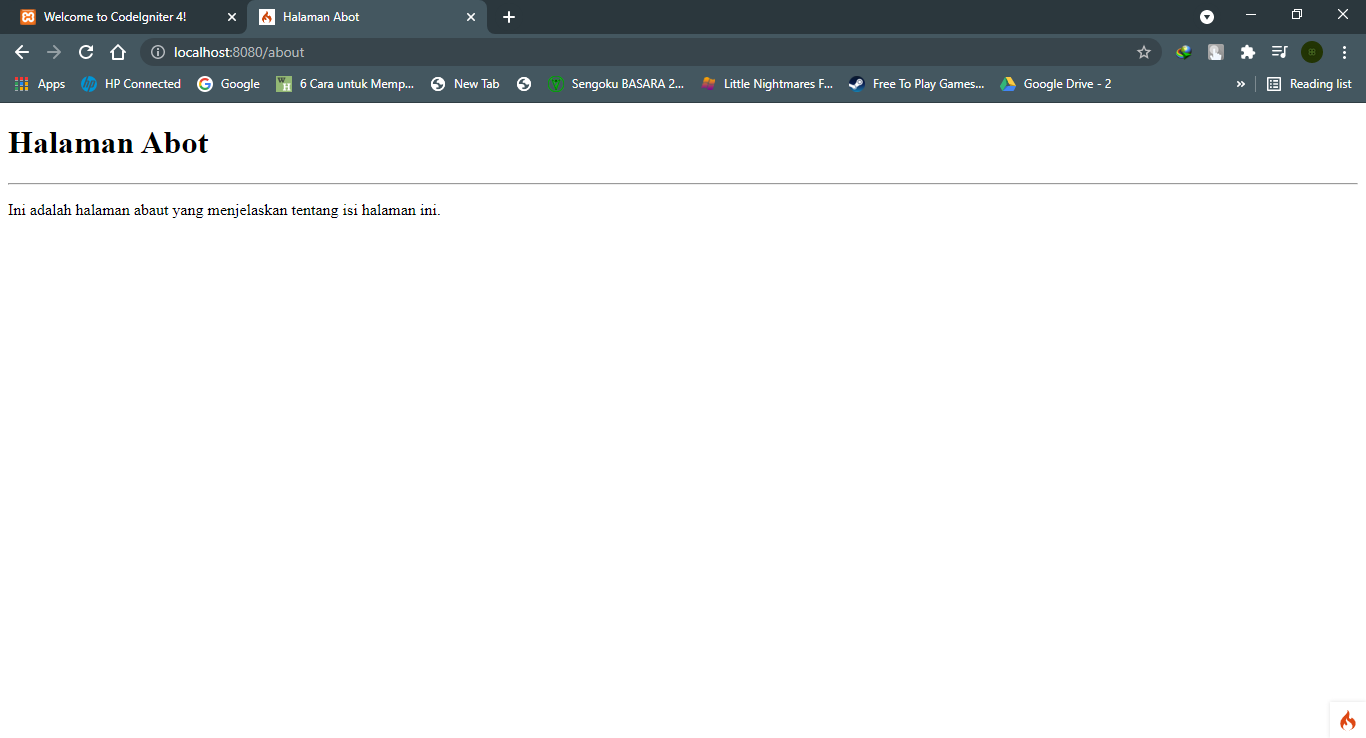 Welcome to CodeIgniter 4!
Halaman Abot
localhost:8080/about
Apps
HP Connected
Google
6 Cara untuk Memp...
New Tab
Sengoku BASARA 2...
Little Nightmares F...
Free To Play Games...
Google Drive - 2
»
Reading list
Halaman Abot
Ini adalah halaman abaut yang menjelaskan tentang isi halaman ini.